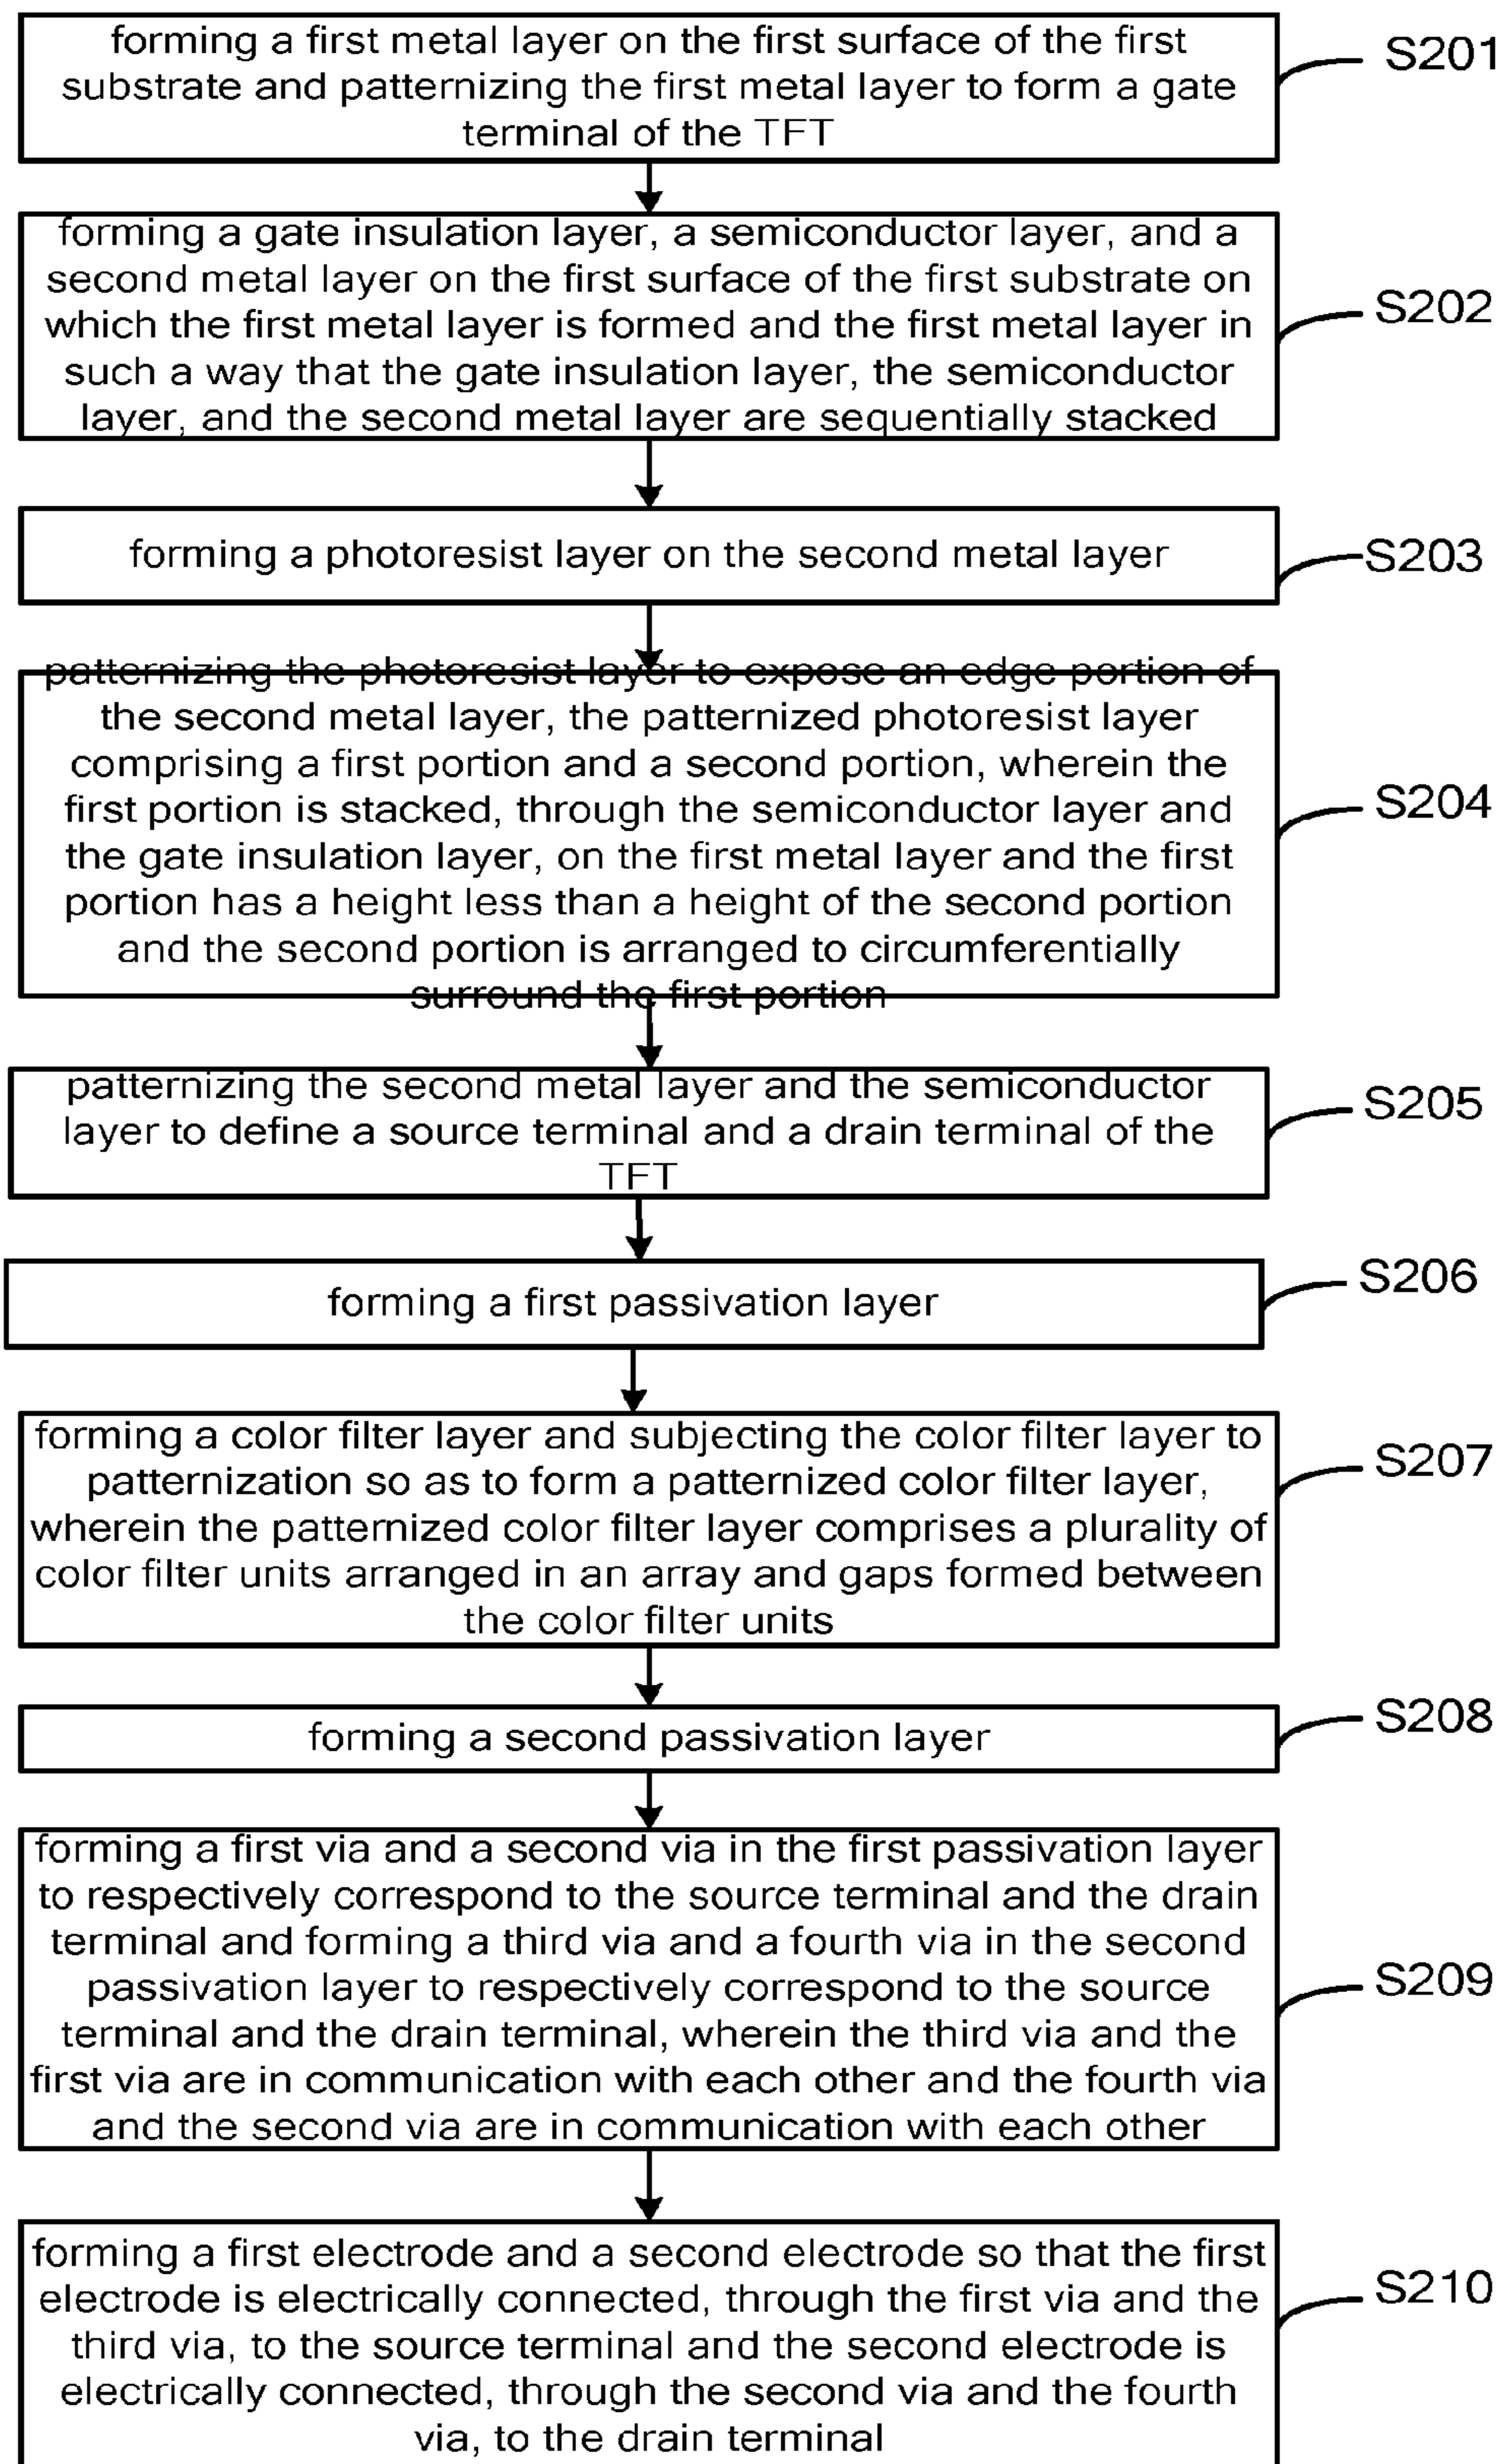 forming a first metal layer on the first surface of the first
substrate and patternizing the first metal layer to form a gate
terminal of the TFT
S201
forming a gate insulation layer, a semiconductor layer, and a
second metal layer on the first surface of the first substrate on
which the first metal layer is formed and the first metal layer in
such a way that the gate insulation layer, the semiconductor
layer, and the second metal layer are sequentially stacked
S202
forming a photoresist layer on the second metal layer
S203
patternizing the photoresist layer to expose an edge portion of
the second metal layer, the patternized photoresist layer
comprising a first portion and a second portion, wherein the
first portion is stacked, through the semiconductor layer and
the gate insulation layer, on the first metal layer and the first
portion has a height less than a height of the second portion
and the second portion is arranged to circumferentially
surround the first portion
S204
patternizing the second metal layer and the semiconductor
layer to define a source terminal and a drain terminal of the
TFT
S205
forming a first passivation layer
S206
forming a color filter layer and subjecting the color filter layer to
patternization so as to form a patternized color filter layer,
wherein the patternized color filter layer comprises a plurality of
color filter units arranged in an array and gaps formed between
the color filter units
S207
forming a second passivation layer
S208
forming a first via and a second via in the first passivation layer
to respectively correspond to the source terminal and the drain
terminal and forming a third via and a fourth via in the second
passivation layer to respectively correspond to the source
terminal and the drain terminal, wherein the third via and the
first via are in communication with each other and the fourth via
and the second via are in communication with each other
S209
forming a first electrode and a second electrode so that the first
electrode is electrically connected, through the first via and the
third via, to the source terminal and the second electrode is
electrically connected, through the second via and the fourth
via, to the drain terminal
S210